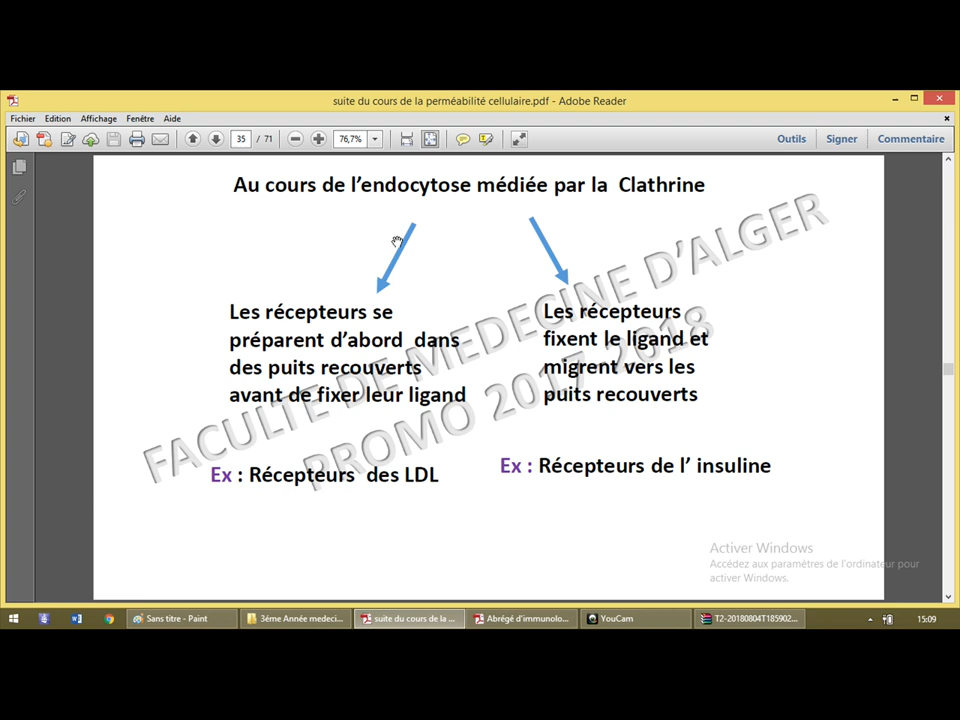 suite du cours de la perméabilité cellulaire.pdf - Adobe Reader
Fichier Edition Affichage Fenêtre Aide
35 / 71 76,7% Outils Signer Commentaire
Au cours de l'endocytose médiée par la Clathrine
Les récepteurs se
préparent d'abord dans
des puits recouverts
avant de fixer leur ligand
Ex : Récepteurs des LDL
Les récepteurs
fixent le ligand et
migrent vers les
puits recouverts
Ex : Récepteurs de l' insuline
FACULTE DE MEDECINE D'ALGER
PROMO 2017-2018
Activer Windows
Accédez aux paramètres de l'ordinateur pour
activer Windows.
Sans titre - Paint 3éme Année medeci... suite du cours de la ... Abrégé d'immunolo... YouCam T2-20180804T185902... 15:09